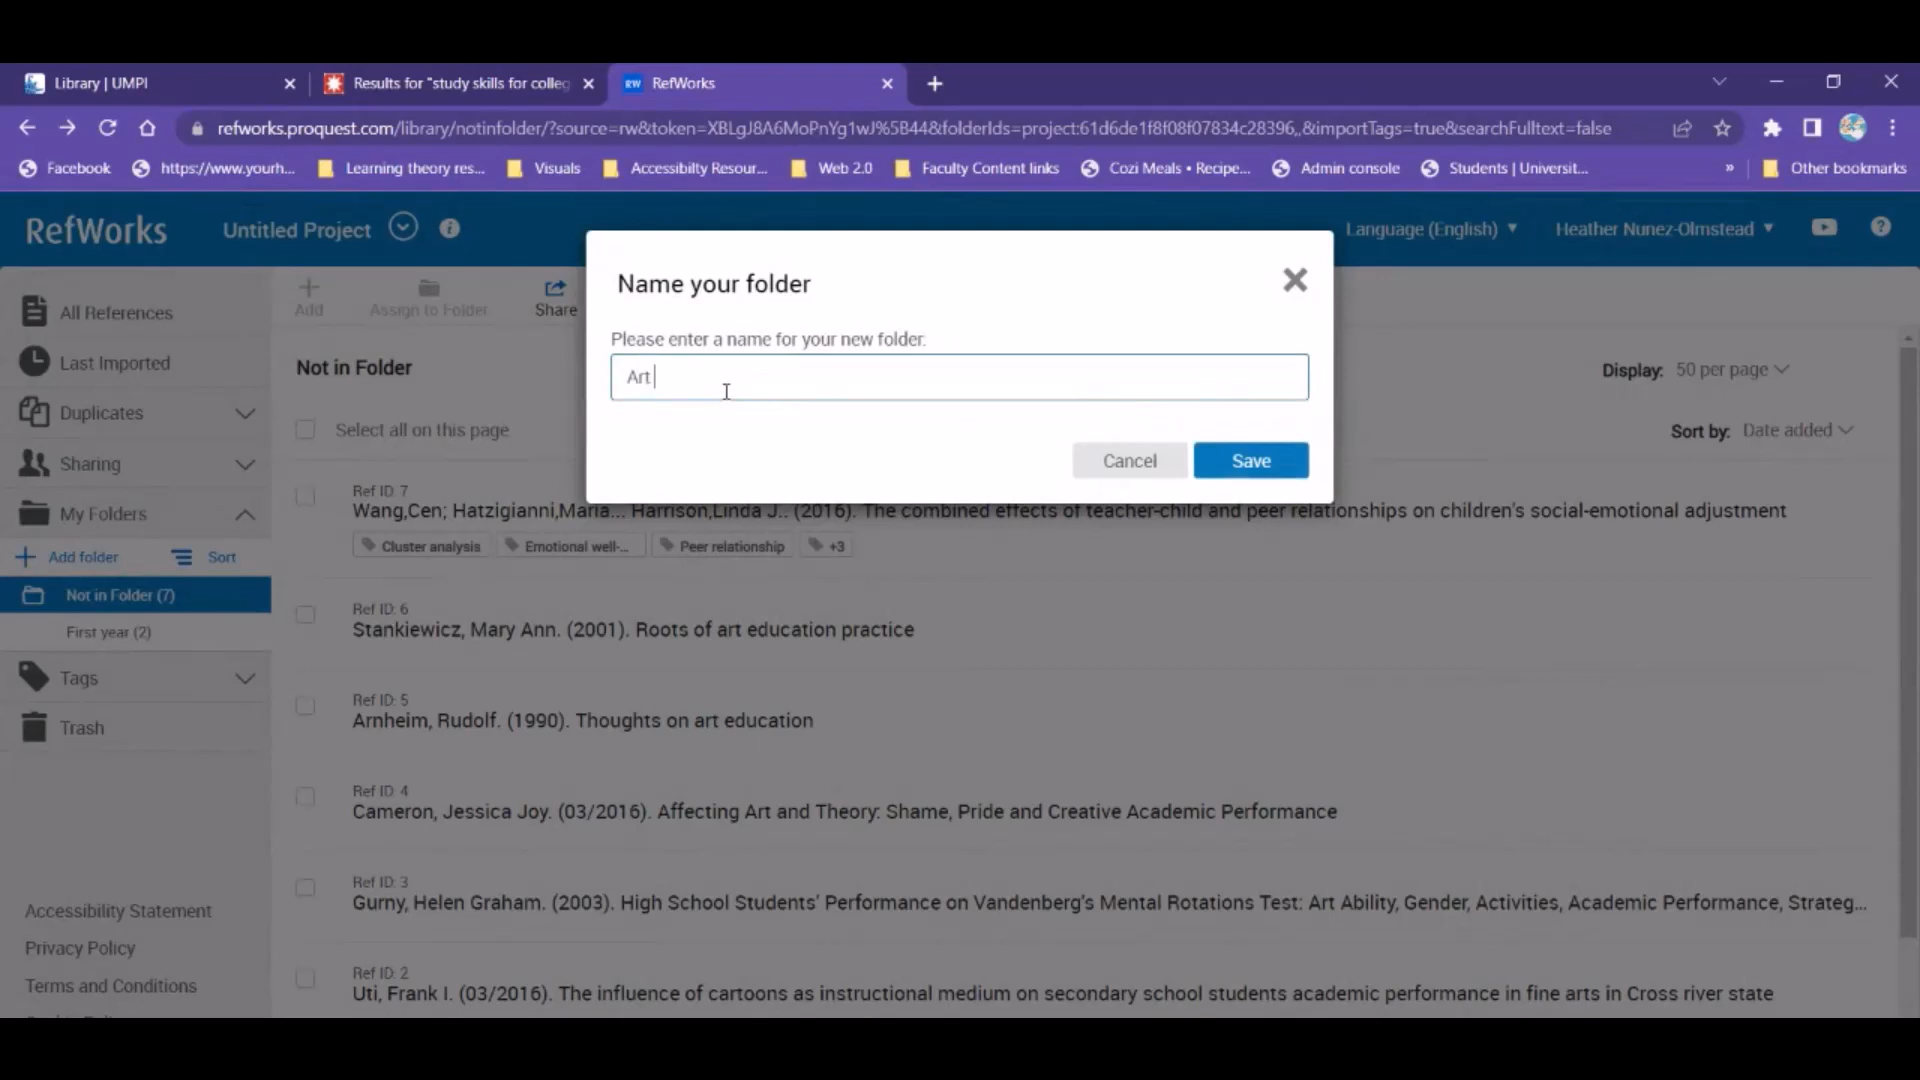 Library | UMPI
Results for "study skills for colleg
RW RefWorks
refworks.proquest.com/library/notinfolder/?source=rw&token=XBLgJ8A6MoPnYg1wJ%5B44&folderIds=project:61d6de1f8f08f07834c28396,,&importTags=true&searchFulltext=false
Facebook
https://www.yourh...
Learning theory res...
Visuals
Accessibilty Resour...
Web 2.0
Faculty Content links
Cozi Meals • Recipe...
Admin console
Students | Universit...
»
Other bookmarks
RefWorks
Untitled Project
Language (English)
Heather Nunez-Olmstead
All References
Last Imported
Duplicates
Sharing
My Folders
Add folder
Sort
Not in Folder (7)
First year (2)
Tags
Trash
Accessibility Statement
Privacy Policy
Terms and Conditions
Add
Assign to Folder
Share
Name your folder
Please enter a name for your new folder.
Art
Cancel
Save
Not in Folder
Display: 50 per page
Select all on this page
Sort by: Date added
Ref ID: 7
Wang,Cen; Hatzigianni,Maria... Harrison,Linda J.. (2016). The combined effects of teacher-child and peer relationships on children's social-emotional adjustment
Cluster analysis
Emotional well-...
Peer relationship
+3
Ref ID: 6
Stankiewicz, Mary Ann. (2001). Roots of art education practice
Ref ID: 5
Arnheim, Rudolf. (1990). Thoughts on art education
Ref ID: 4
Cameron, Jessica Joy. (03/2016). Affecting Art and Theory: Shame, Pride and Creative Academic Performance
Ref ID: 3
Gurny, Helen Graham. (2003). High School Students' Performance on Vandenberg's Mental Rotations Test: Art Ability, Gender, Activities, Academic Performance, Strateg...
Ref ID: 2
Uti, Frank I. (03/2016). The influence of cartoons as instructional medium on secondary school students academic performance in fine arts in Cross river state